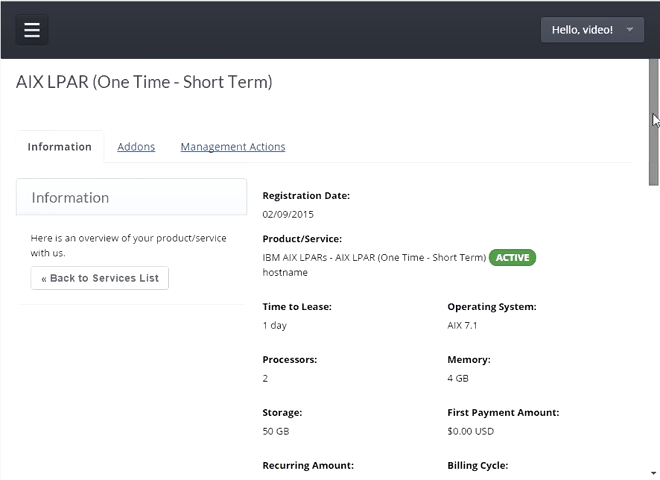 Hello, video!
AIX LPAR (One Time - Short Term)
Information Addons Management Actions
Information
Here is an overview of your product/service
with us.
« Back to Services List
Registration Date:
02/09/2015
Product/Service:
IBM AIX LPARs - AIX LPAR (One Time - Short Term) ACTIVE
hostname
Time to Lease: Operating System:
1 day AIX 7.1
Processors: Memory:
2 4 GB
Storage: First Payment Amount:
50 GB $0.00 USD
Recurring Amount: Billing Cycle: